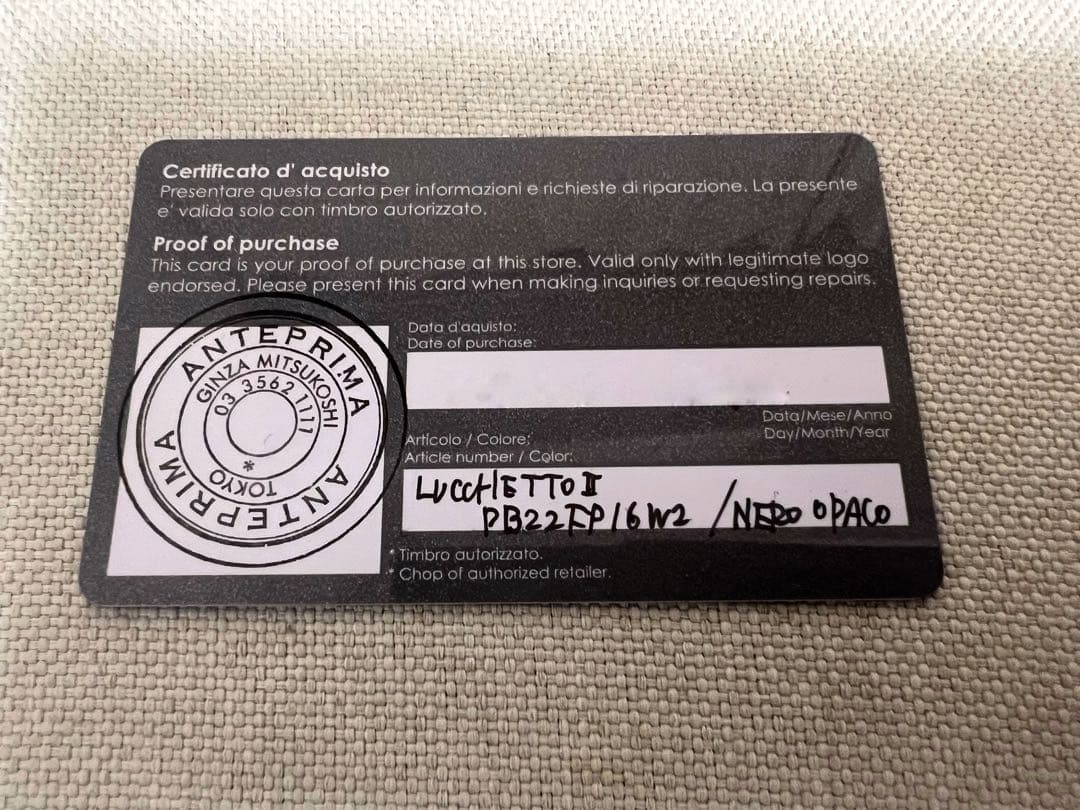 Certificato d' acquisto
Presentare questa carta per informazioni e richieste di riparazione. La presente
e' valida solo con timbro autorizzato.
Proof of purchase
This card is your proof of purchase at this store. Valid only with legitimate logo
endorsed. Please present this card when making inquiries or requesting repairs.
ANTEPRIMA ANTEPRIMA
GINZA MITSUKOSHI
03 3562 1111
* TOKYO
Data d'aquisto:
Date of purchase:
Data/Mese/Anno
Day/Month/Year
Articolo / Colore:
Article number / Color:
LUCCHETTO II
PB22FP16W2 /NERO OPACO
* Timbro autorizzato.
* Chop of authorized retailer.